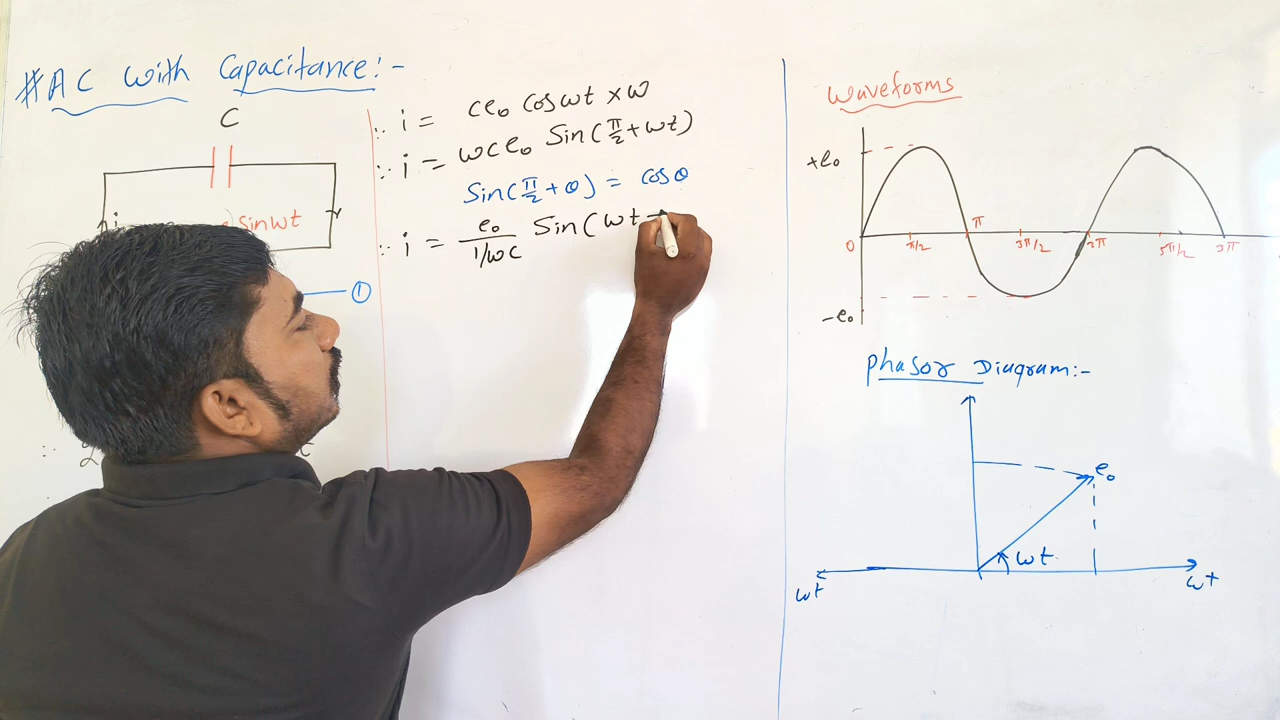 #AC with Capacitance:-
C
i
sinωt
①
∴ i = Ce₀ cosωt × ω
∴ i = ωce₀ Sin(π/2 + ωt)
Sin(π/2 + θ) = cosθ
∴ i = e₀/(1/ωC) Sin(ωt
Waveforms
+e₀
0 π/2 π 3π/2 2π 5π/2 3π
-e₀
Phasor Diagram:-
e₀
ωt
ωt ωt